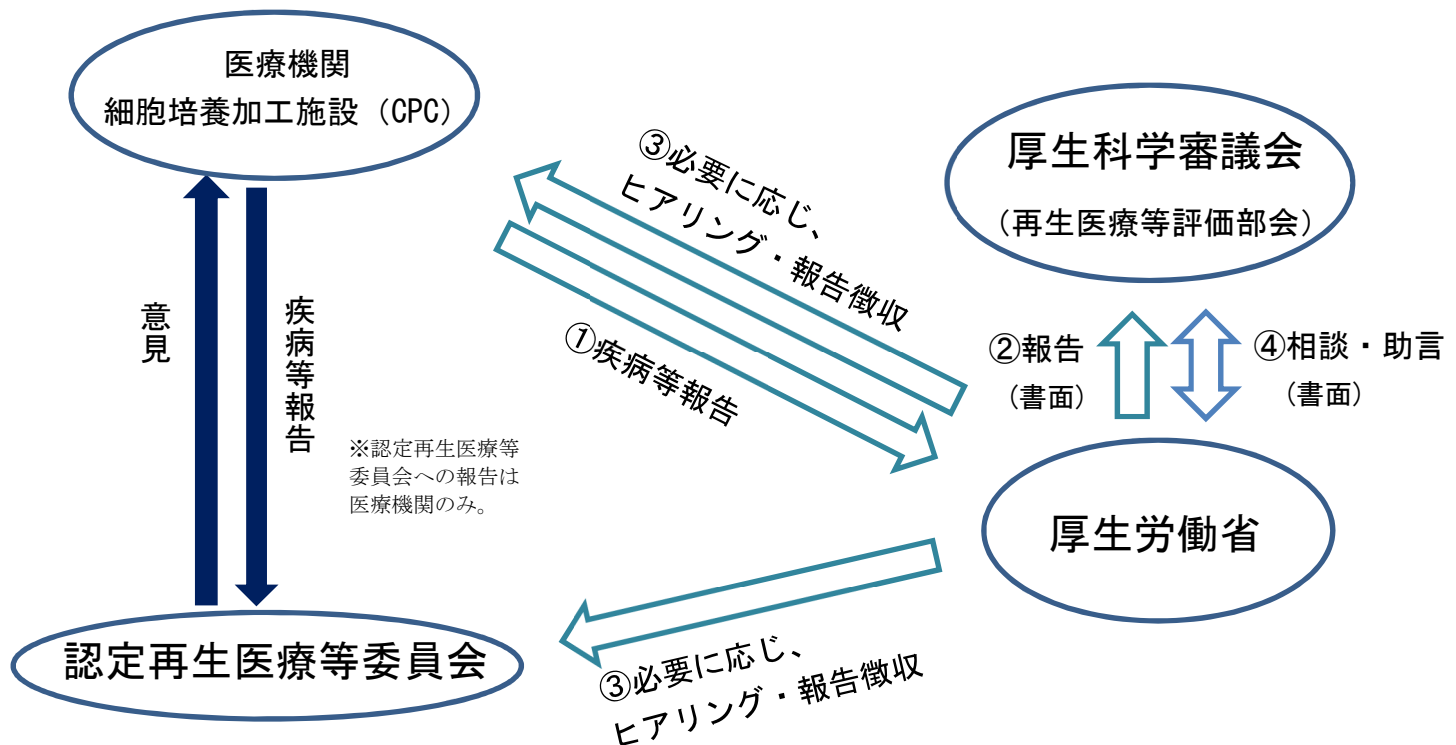 医療機関
細胞培養加工施設（CPC）
厚生科学審議会
（再生医療等評価部会）
③必要に応じ、
ヒアリング・報告徴収
①疾病等報告
②報告
（書面）
④相談・助言
（書面）
意見
疾病等報告
※認定再生医療等
委員会への報告は
医療機関のみ。
厚生労働省
認定再生医療等委員会
③必要に応じ、
ヒアリング・報告徴収